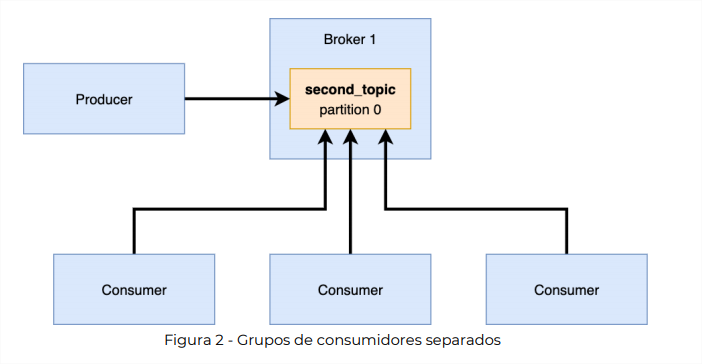 Broker 1
Producer
second_topic
partition 0
Consumer
Consumer
Consumer
Figura 2 - Grupos de consumidores separados